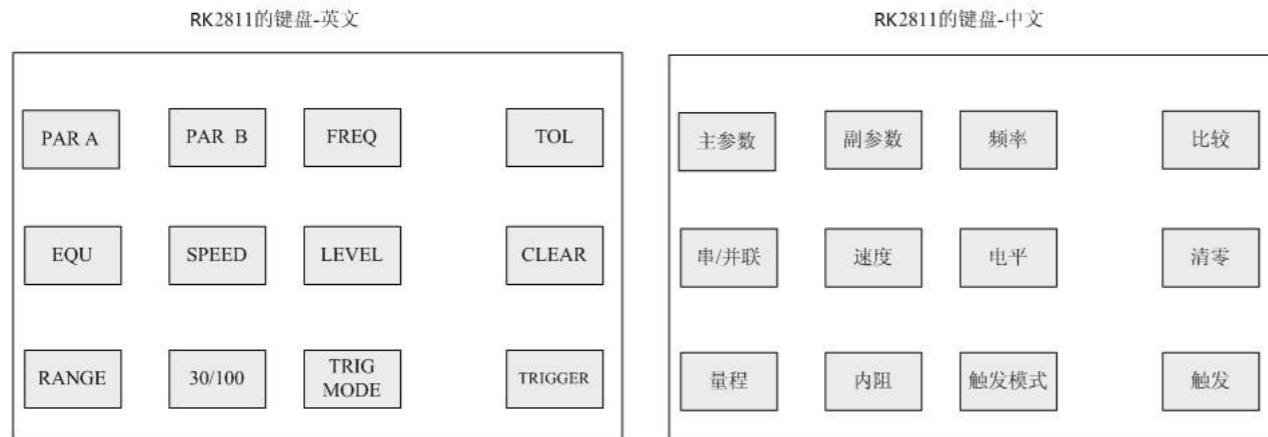 RK2811的键盘-英文
PAR A
PAR B
FREQ
TOL
EQU
SPEED
LEVEL
CLEAR
RANGE
30/100
TRIG
MODE
TRIGGER
RK2811的键盘-中文
主参数
副参数
频率
比较
串/并联
速度
电平
清零
量程
内阻
触发模式
触发